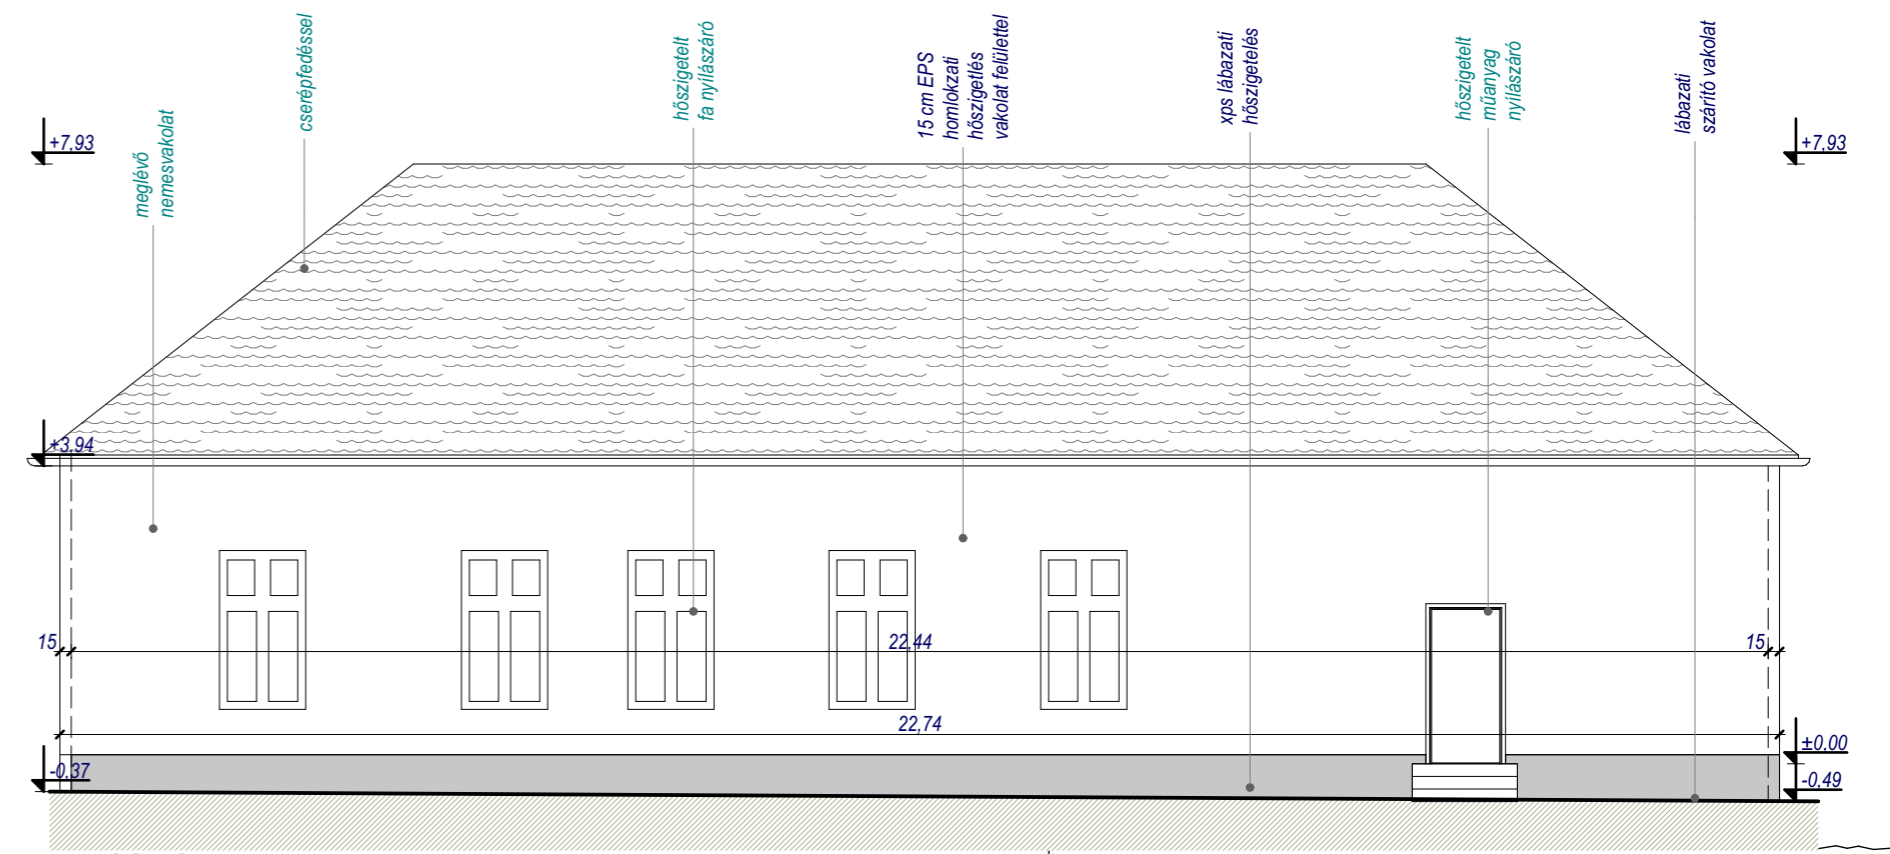 meglévő
nemesvakolat
cserépfedéssel
hőszigetelt
fa nyílászáró
15 cm EPS
homlokzati
hőszigetlés
vakolat felülettel
xps lábazati
hőszigetelés
hőszigetelt
műanyag
nyílászáró
lábazati
szárító vakolat
+7,93
+7,93
+3,94
15
22,44
15
22,74
±0,00
-0,37
-0,49